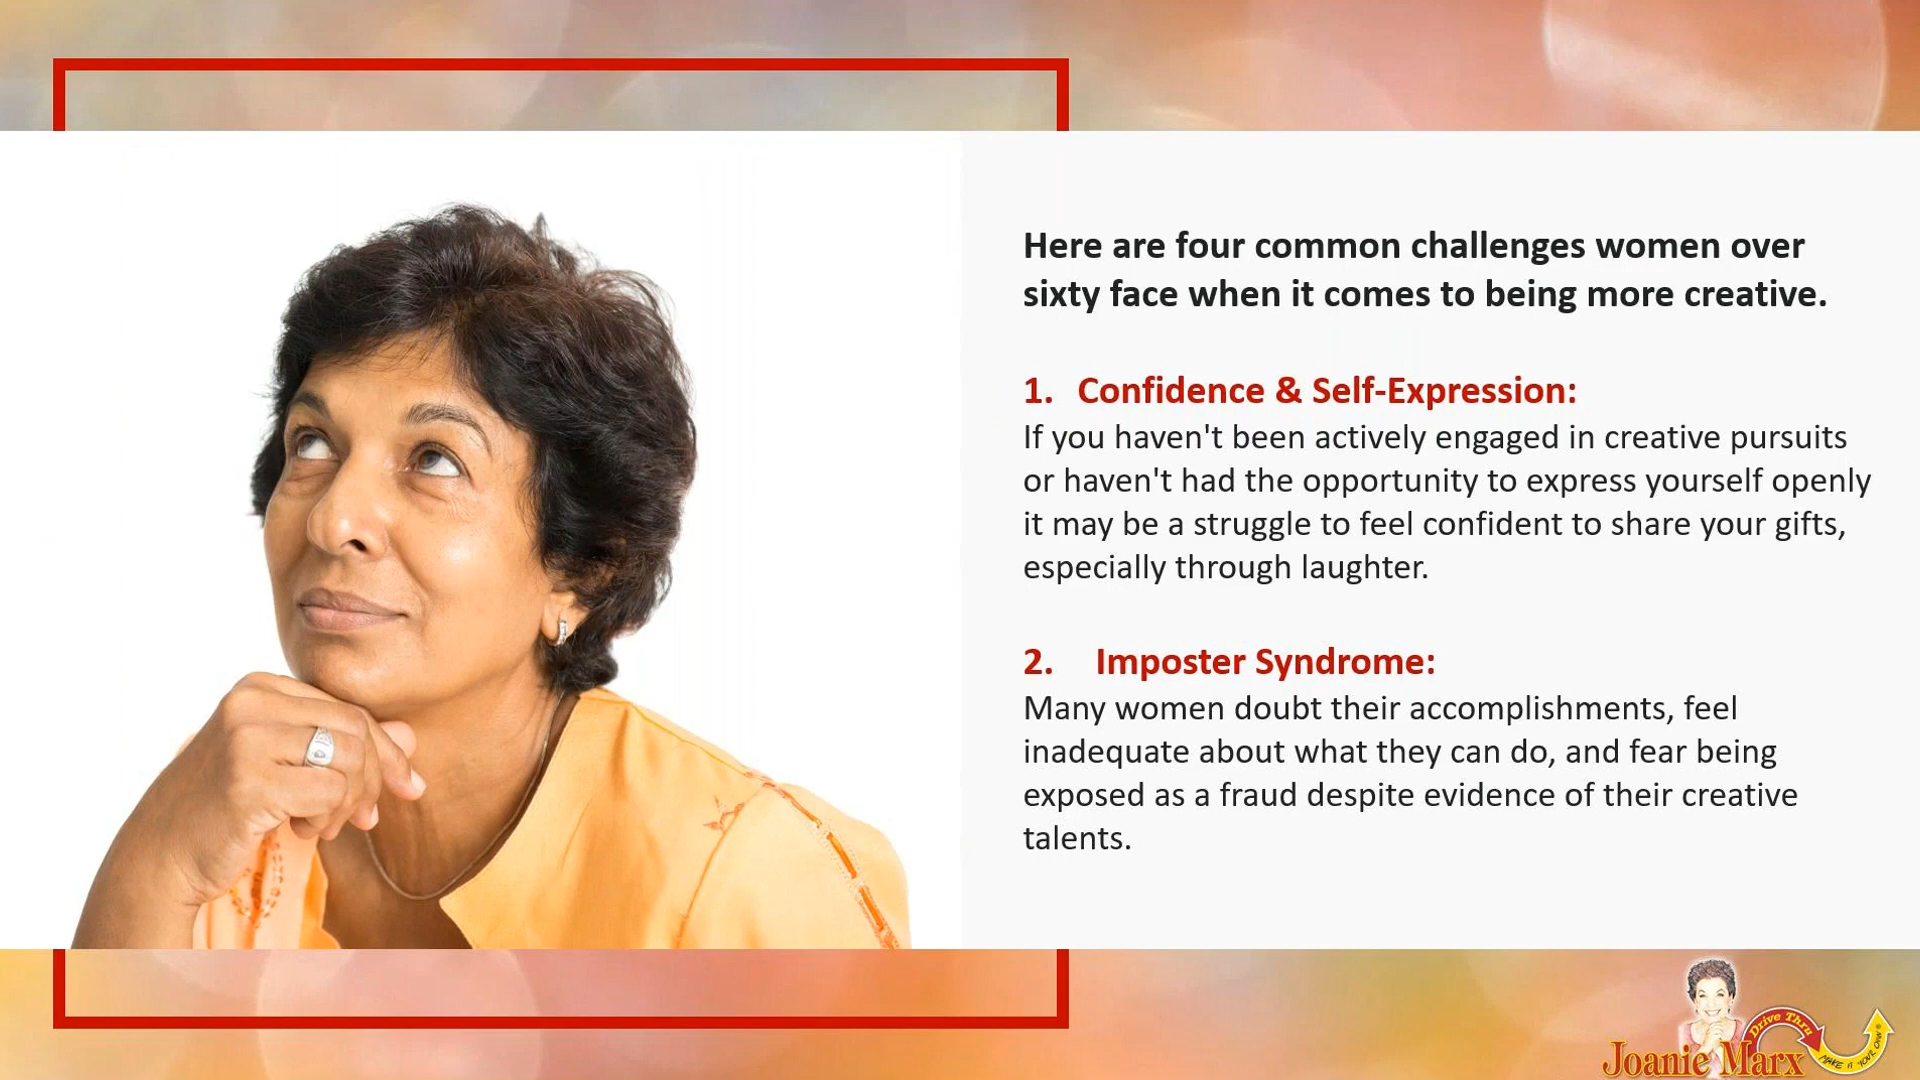 Here are four common challenges women over
sixty face when it comes to being more creative.
1. Confidence & Self-Expression:
If you haven't been actively engaged in creative pursuits
or haven't had the opportunity to express yourself openly
it may be a struggle to feel confident to share your gifts,
especially through laughter.
2. Imposter Syndrome:
Many women doubt their accomplishments, feel
inadequate about what they can do, and fear being
exposed as a fraud despite evidence of their creative
talents.
Drive Thru
MAKE IT YOUR OWN®
Joanie Marx